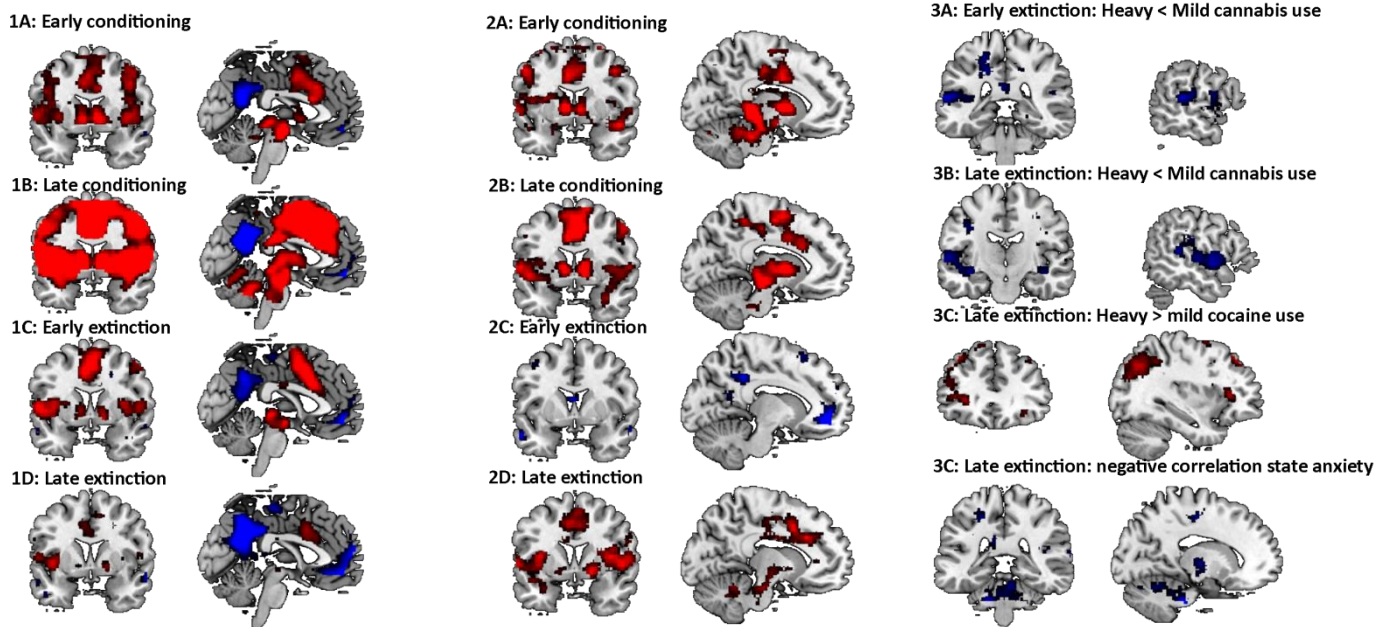 1A: Early conditioning
1B: Late conditioning
1C: Early extinction
1D: Late extinction
2A: Early conditioning
2B: Late conditioning
2C: Early extinction
2D: Late extinction
3A: Early extinction: Heavy < Mild cannabis use
3B: Late extinction: Heavy < Mild cannabis use
3C: Late extinction: Heavy > mild cocaine use
3C: Late extinction: negative correlation state anxiety